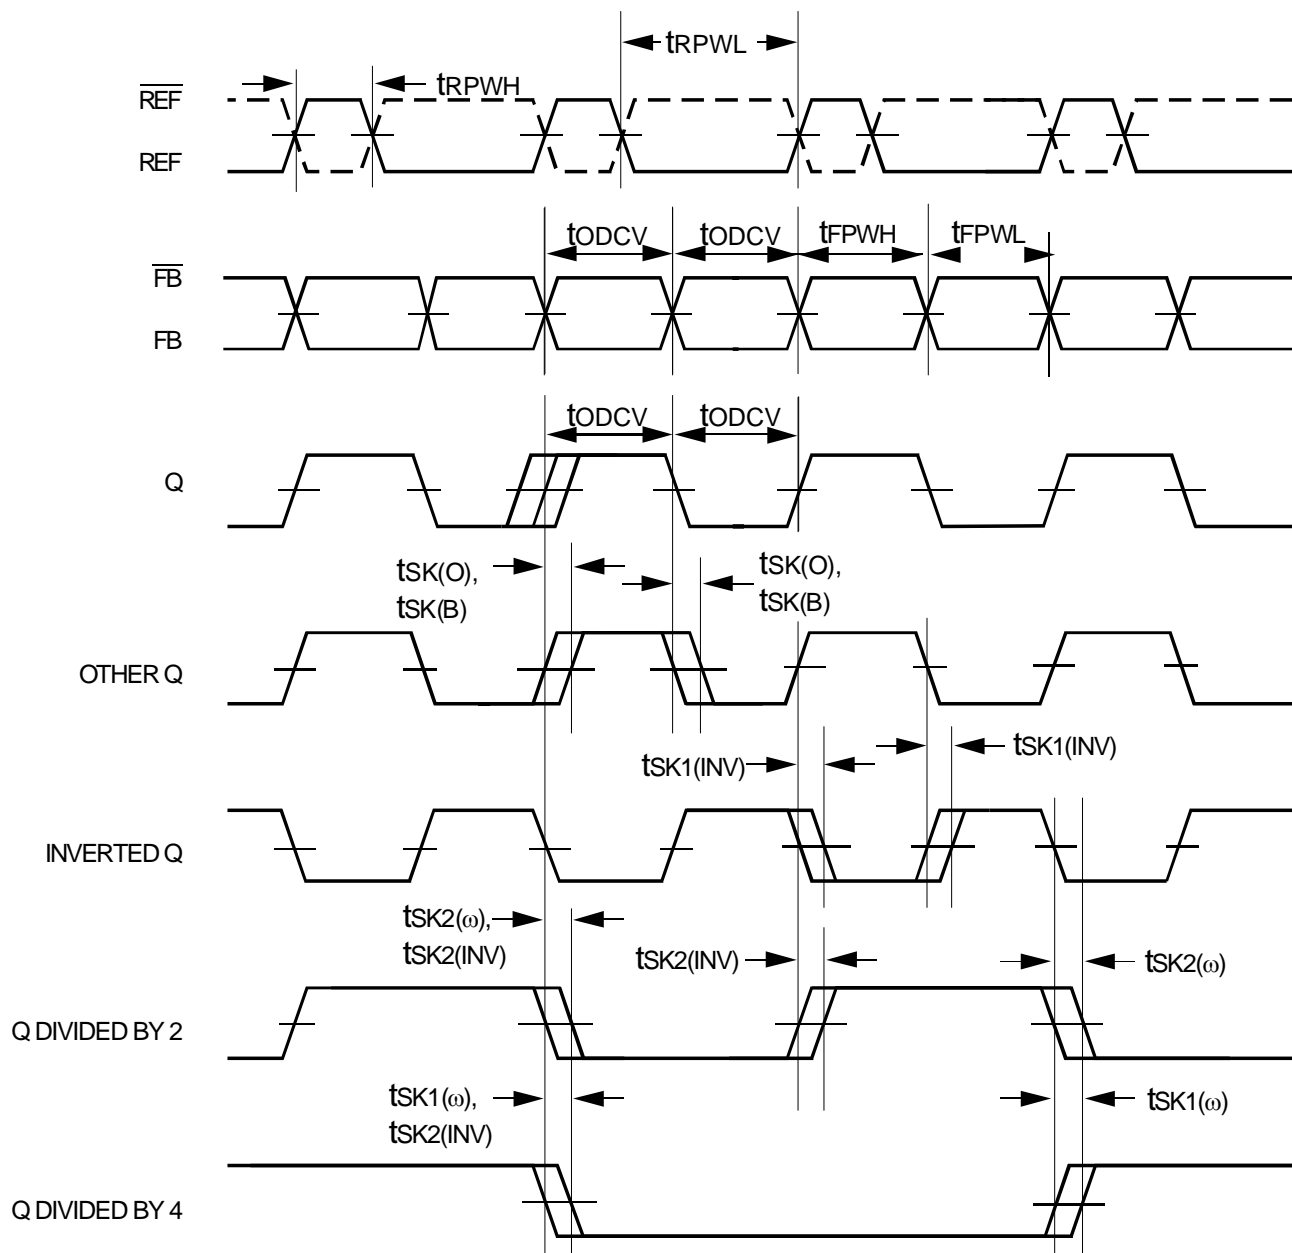 tRPWL
tRPWH
REF
REF
tODCV tODCV tFPWH tFPWL
FB
FB
tODCV tODCV
Q
tSK(O),
tSK(B)
tSK(O),
tSK(B)
OTHER Q
tSK1(INV)
tSK1(INV)
INVERTED Q
tSK2(ω),
tSK2(INV)
tSK2(INV)
tSK2(ω)
Q DIVIDED BY 2
tSK1(ω),
tSK2(INV)
tSK1(ω)
Q DIVIDED BY 4